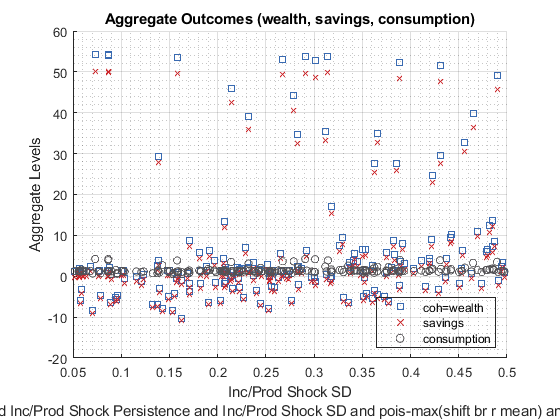 Aggregate Outcomes (wealth, savings, consumption)
60
50
40
30
20
10
0
-10
-20
Aggregate Levels
coh=wealth
savings
consumption
0.05 0.1 0.15 0.2 0.25 0.3 0.35 0.4 0.45 0.5
Inc/Prod Shock SD
d Inc/Prod Shock Persistence and Inc/Prod Shock SD and pois-max(shift br r mean) a